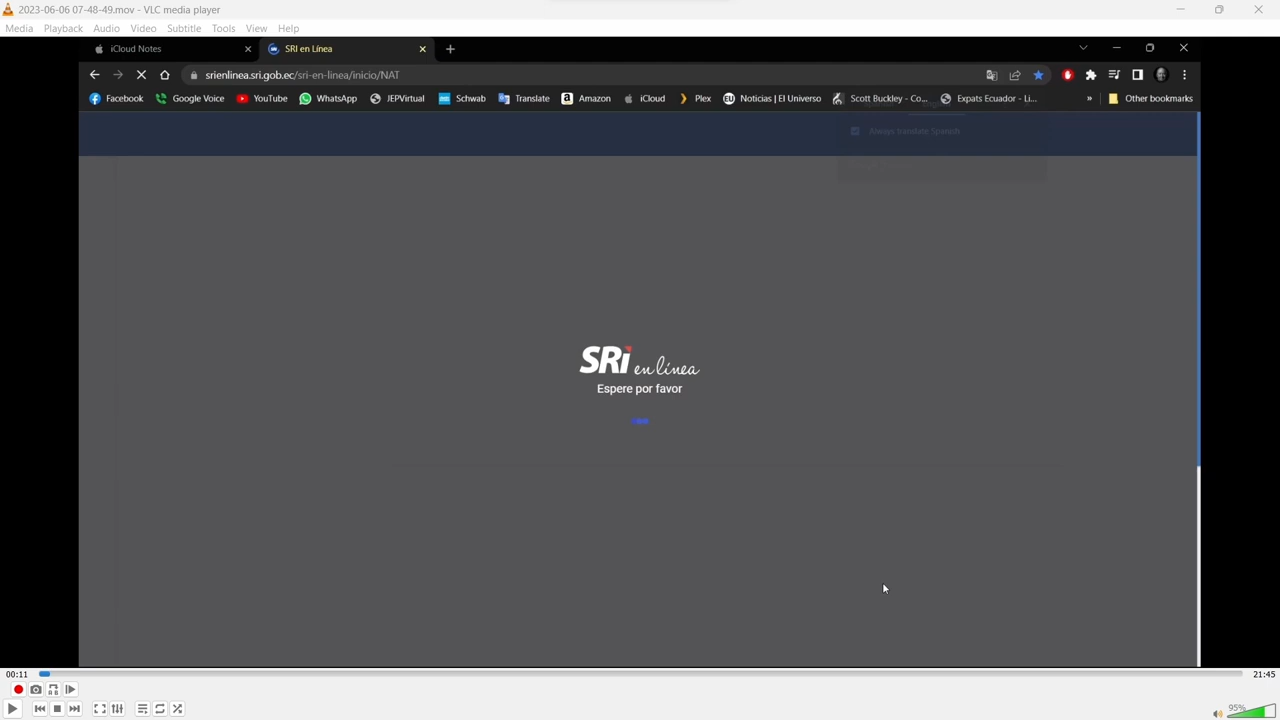 2023-06-06 07-48-49.mov - VLC media player
Media Playback Audio Video Subtitle Tools View Help
iCloud Notes SRI en Línea
srienlinea.sri.gob.ec/sri-en-linea/inicio/NAT
Facebook Google Voice YouTube WhatsApp JEPVirtual Schwab Translate Amazon iCloud Plex EU Noticias | El Universo Scott Buckley - Co... Expats Ecuador - Li... » Other bookmarks
Always translate Spanish
SRi en línea
Espere por favor
00:11 21:45
95%